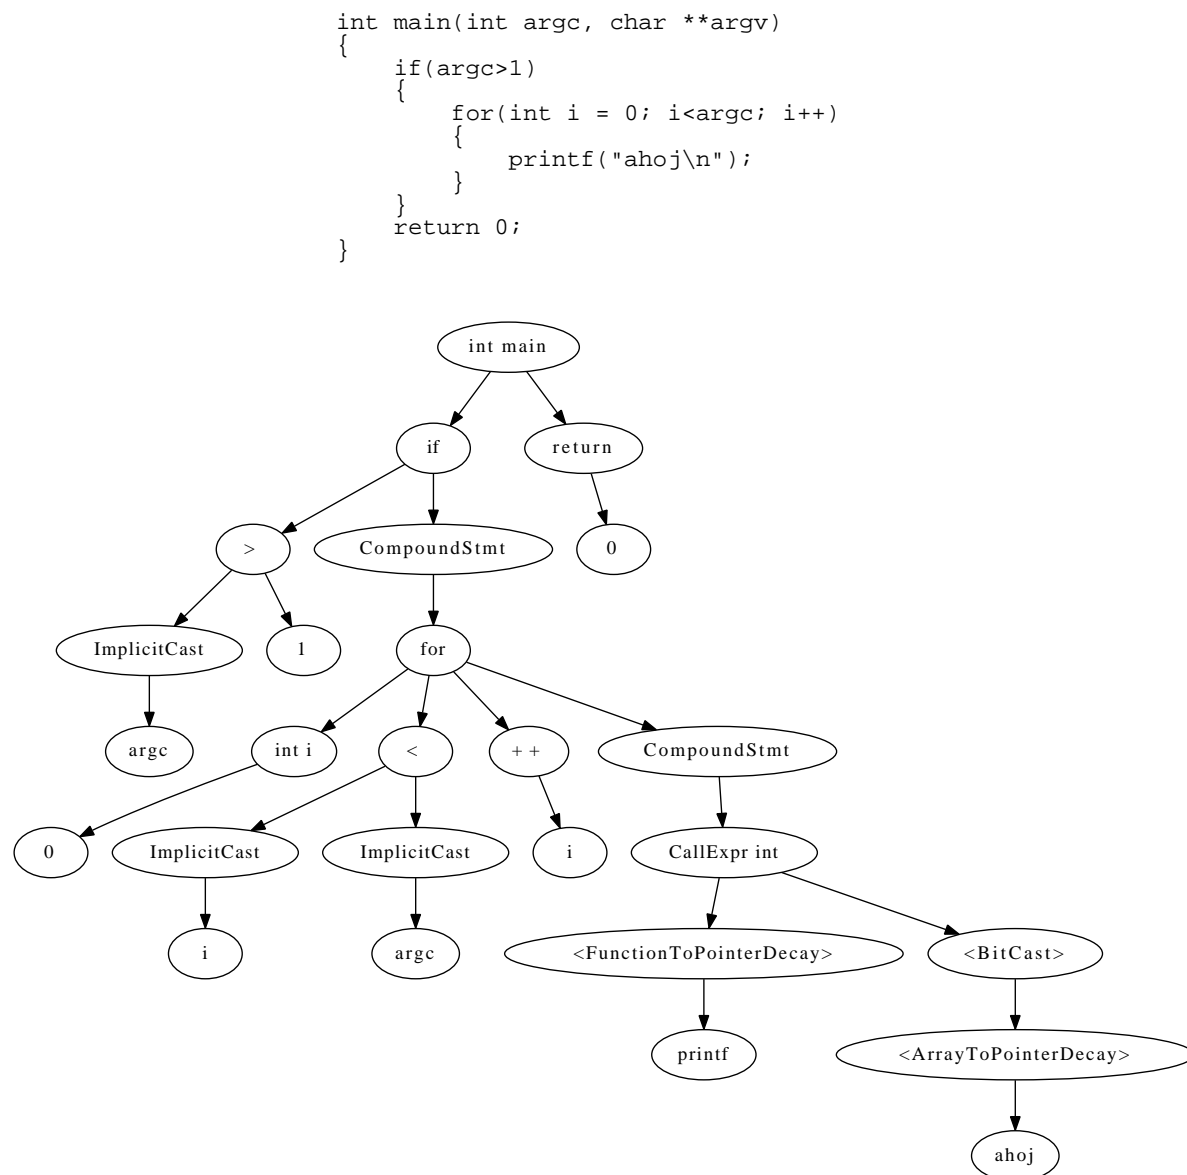 int main(int argc, char **argv)
{
    if(argc>1)
    {
        for(int i = 0; i<argc; i++)
        {
            printf("ahoj\n");
        }
    }
    return 0;
}
int main
if
return
>
CompoundStmt
0
ImplicitCast
1
for
argc
int i
<
++
CompoundStmt
0
ImplicitCast
ImplicitCast
i
CallExpr int
i
argc
<FunctionToPointerDecay>
<BitCast>
printf
<ArrayToPointerDecay>
ahoj